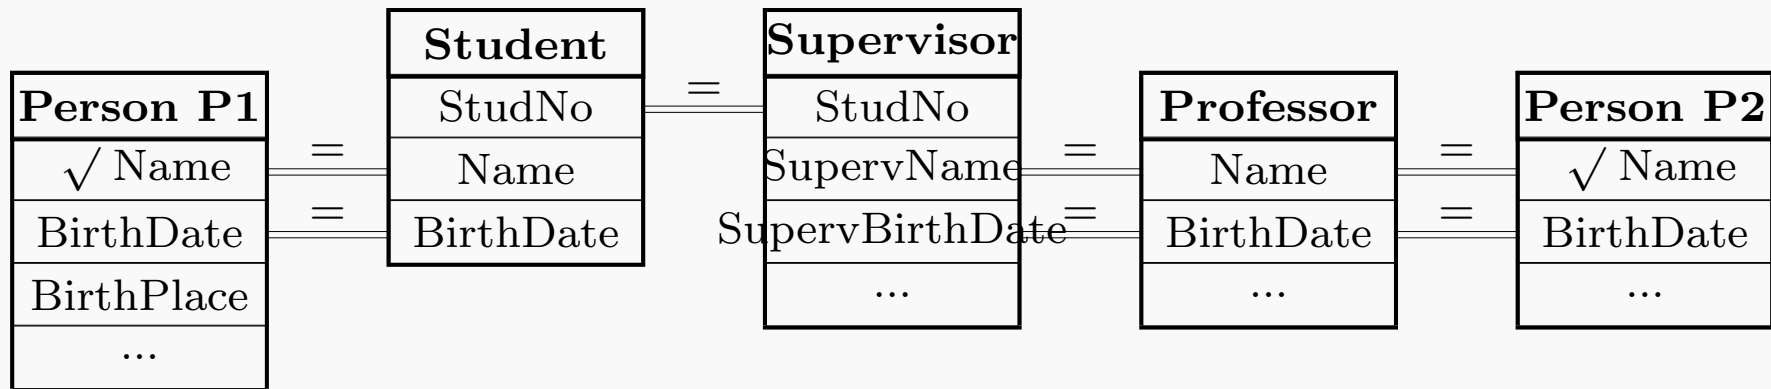 Person P1
√ Name
BirthDate
BirthPlace
...
=
=
Student
StudNo
Name
BirthDate
=
Supervisor
StudNo
SupervName
SupervBirthDate
...
=
=
Professor
Name
BirthDate
...
=
=
Person P2
√ Name
BirthDate
...